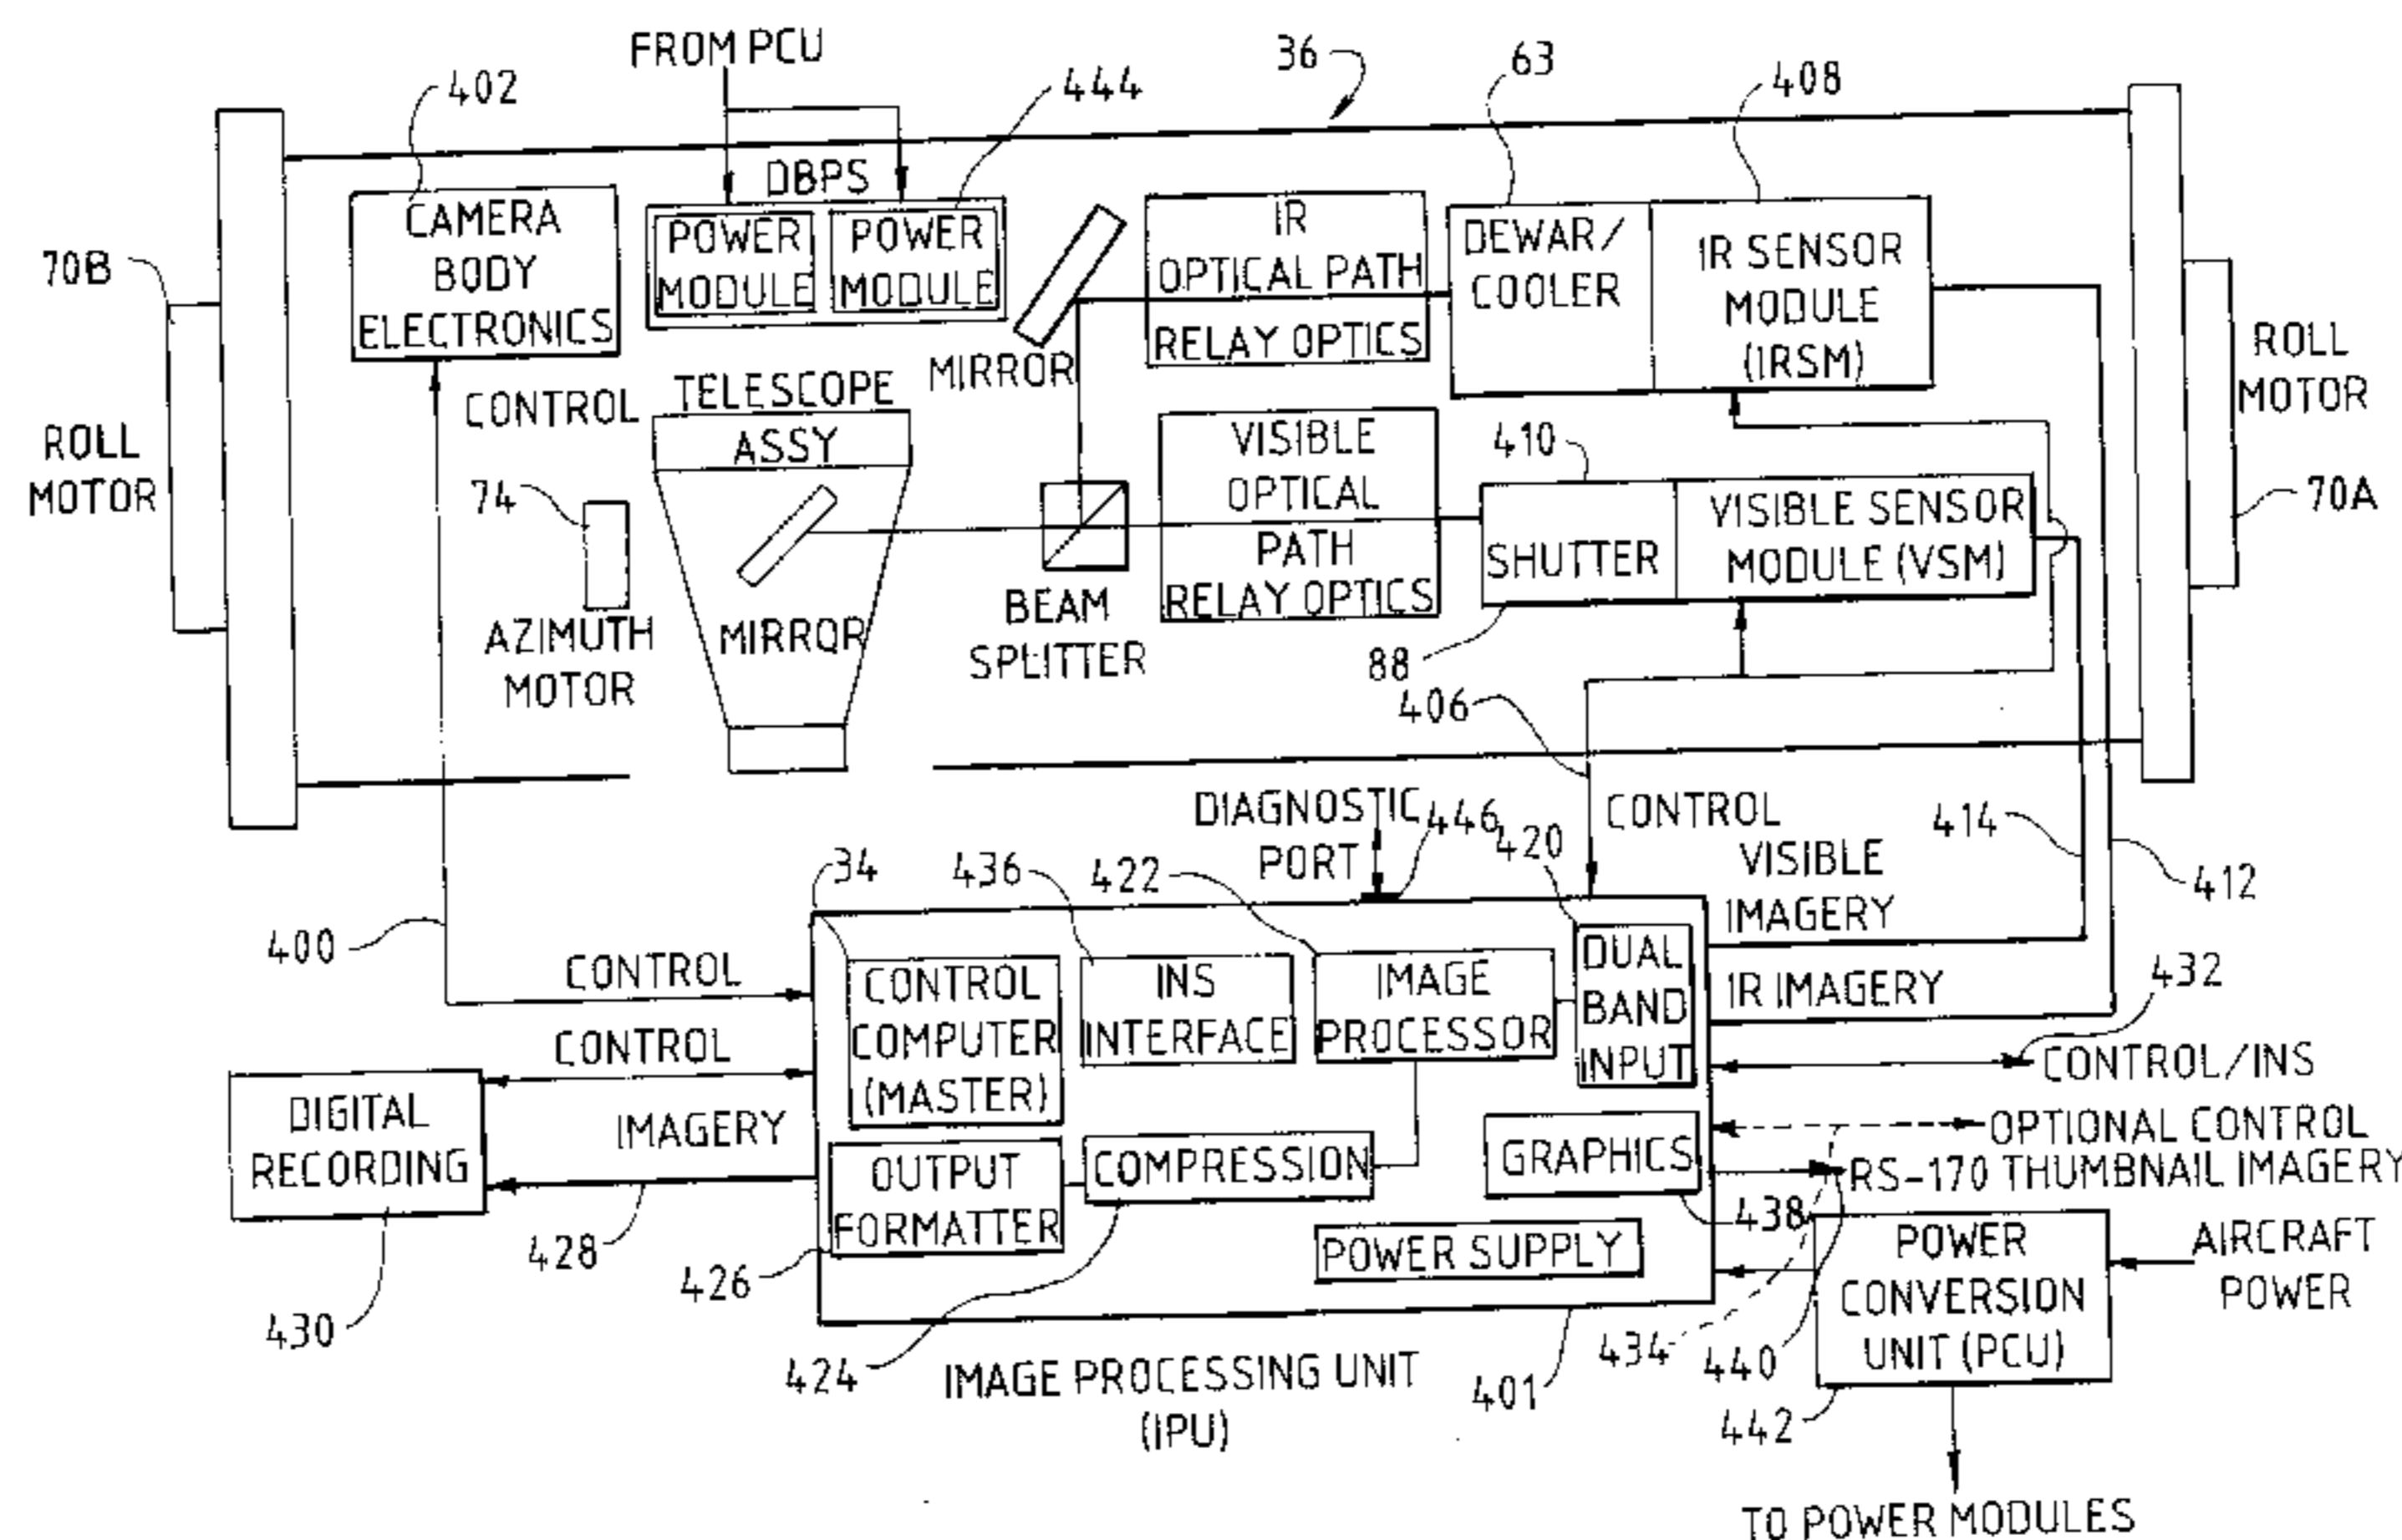 FROM PCU
36
63
408
402
444
DBPS
CAMERA
BODY
ELECTRONICS
POWER
MODULE
POWER
MODULE
IR
OPTICAL PATH
RELAY OPTICS
DEWAR/
COOLER
IR SENSOR
MODULE
(IRSM)
70B
MIRROR
ROLL
MOTOR
CONTROL
TELESCOPE
ASSY
VISIBLE
OPTICAL
PATH
RELAY OPTICS
410
ROLL
MOTOR
74
SHUTTER
VISIBLE SENSOR
MODULE (VSM)
70A
AZIMUTH
MOTOR
MIRROR
BEAM
SPLITTER
88
406
DIAGNOSTIC
PORT
446
420
CONTROL
VISIBLE
IMAGERY
414
412
34
436
422
400
CONTROL
CONTROL
COMPUTER
(MASTER)
INS
INTERFACE
IMAGE
PROCESSOR
DUAL
BAND
INPUT
IR IMAGERY
432
CONTROL
CONTROL/INS
DIGITAL
RECORDING
IMAGERY
OUTPUT
FORMATTER
COMPRESSION
GRAPHICS
OPTIONAL CONTROL
RS-170 THUMBNAIL IMAGERY
438
POWER SUPPLY
POWER
CONVERSION
UNIT (PCU)
AIRCRAFT
POWER
428
426
430
424
IMAGE PROCESSING UNIT
(IPU)
401
434
440
442
TO POWER MODULES